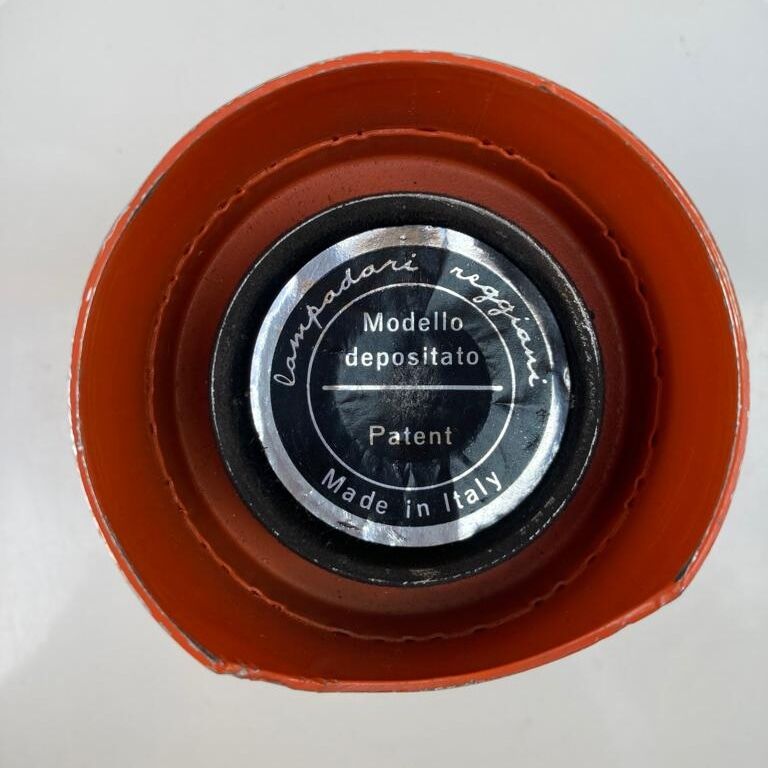 lampadari reggiani
Modello
depositato
Patent
Made in Italy